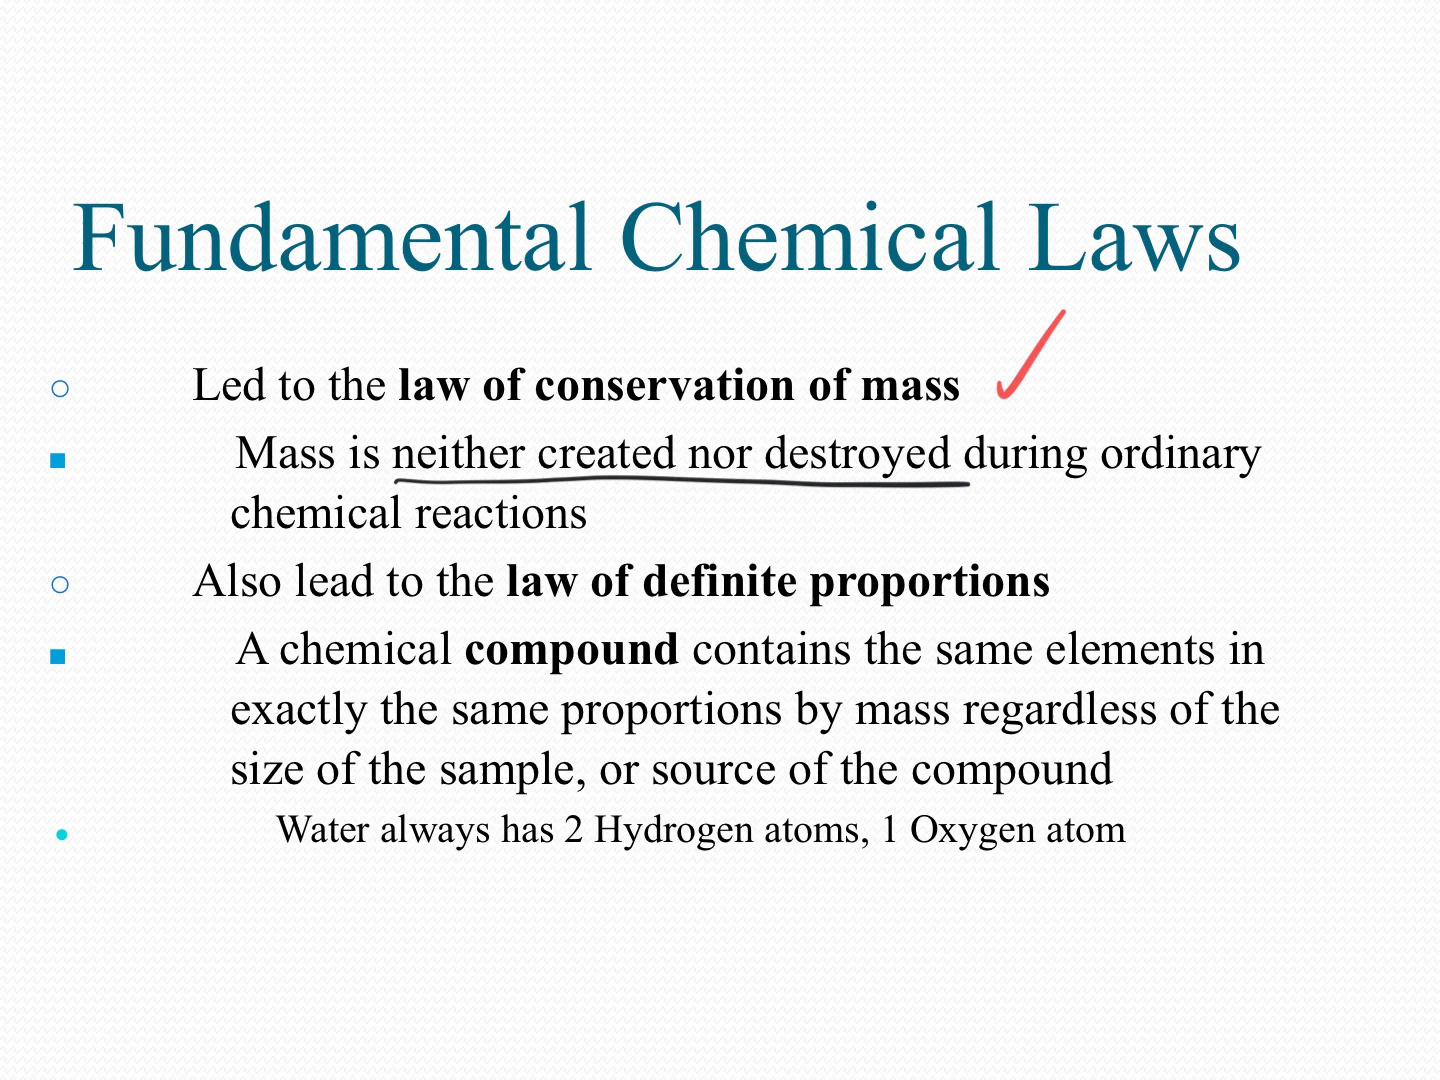 Fundamental Chemical Laws
Led to the law of conservation of mass
Mass is neither created nor destroyed during ordinary
chemical reactions
Also lead to the law of definite proportions
A chemical compound contains the same elements in
exactly the same proportions by mass regardless of the
size of the sample, or source of the compound
Water always has 2 Hydrogen atoms, 1 Oxygen atom